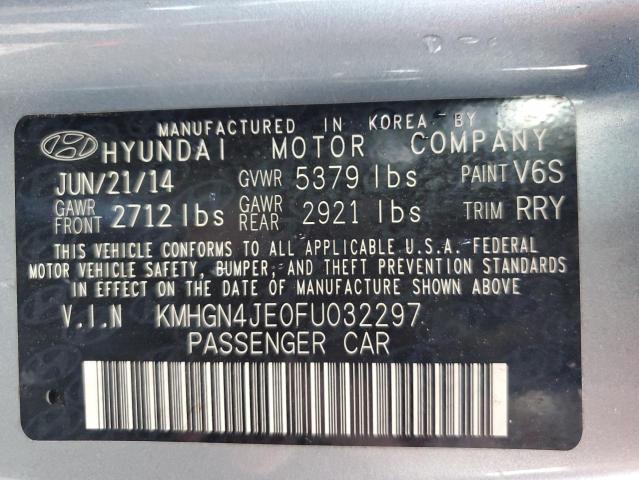 MANUFACTURED IN KOREA BY
HYUNDAI MOTOR COMPANY
JUN/21/14 GVWR 5379 lbs PAINT V6S
GAWR FRONT 2712 lbs GAWR REAR 2921 lbs TRIM RRY
THIS VEHICLE CONFORMS TO ALL APPLICABLE U.S.A. FEDERAL
MOTOR VEHICLE SAFETY, BUMPER, AND THEFT PREVENTION STANDARDS
IN EFFECT ON THE DATE OF MANUFACTURE SHOWN ABOVE.
V.I.N KMHGN4JE0FU032297
PASSENGER CAR